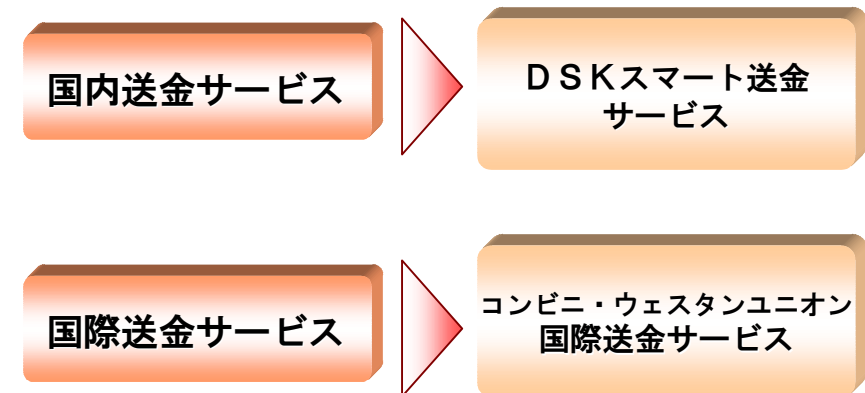 国内送金サービス
ＤＳＫスマート送金
サービス
国際送金サービス
コンビニ・ウェスタンユニオン
国際送金サービス